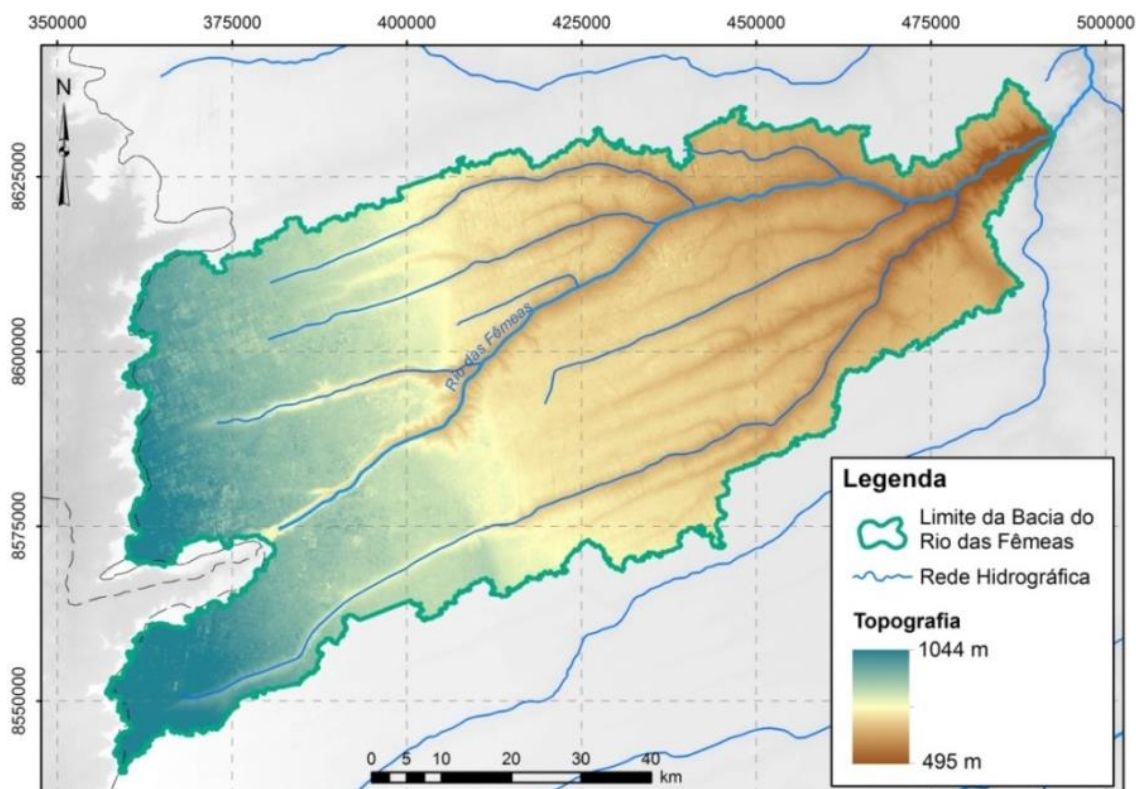 350000 375000 400000 425000 450000 475000 500000
N
8625000
8600000
8575000
8550000
Rio das Fêmeas
Legenda
Limite da Bacia do
Rio das Fêmeas
Rede Hidrográfica
Topografia
1044 m
495 m
0 5 10 20 30 40
km